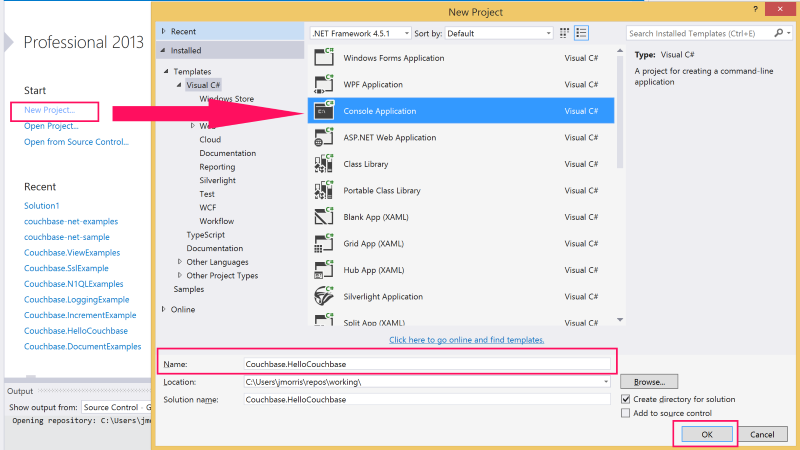 Professional 2013
Start
New Project...
Open Project...
Open from Source Control...
Recent
Solution1
couchbase-net-examples
couchbase-net-sample
Couchbase.ViewExamples
Couchbase.SslExample
Couchbase.N1QLExamples
Couchbase.LoggingExample
Couchbase.IncrementExample
Couchbase.HelloCouchbase
Couchbase.DocumentExamples
Output
Show output from: Source Control - G
Opening repository: C:\Users\jm
New Project
? ×
Recent
Installed
Templates
Visual C#
Windows Store
Web
Cloud
Documentation
Reporting
Silverlight
Test
WCF
Workflow
TypeScript
Documentation
Other Languages
Other Project Types
Samples
Online
.NET Framework 4.5.1 Sort by: Default
Windows Forms Application Visual C#
WPF Application Visual C#
Console Application Visual C#
ASP.NET Web Application Visual C#
Class Library Visual C#
Portable Class Library Visual C#
Blank App (XAML) Visual C#
Grid App (XAML) Visual C#
Hub App (XAML) Visual C#
Silverlight Application Visual C#
Split App (XAML) Visual C#
Click here to go online and find templates.
Search Installed Templates (Ctrl+E)
Type: Visual C#
A project for creating a command-line
application
Name: Couchbase.HelloCouchbase
Location: C:\Users\jmorris\repos\working\
Solution name: Couchbase.HelloCouchbase
Browse...
Create directory for solution
Add to source control
OK Cancel